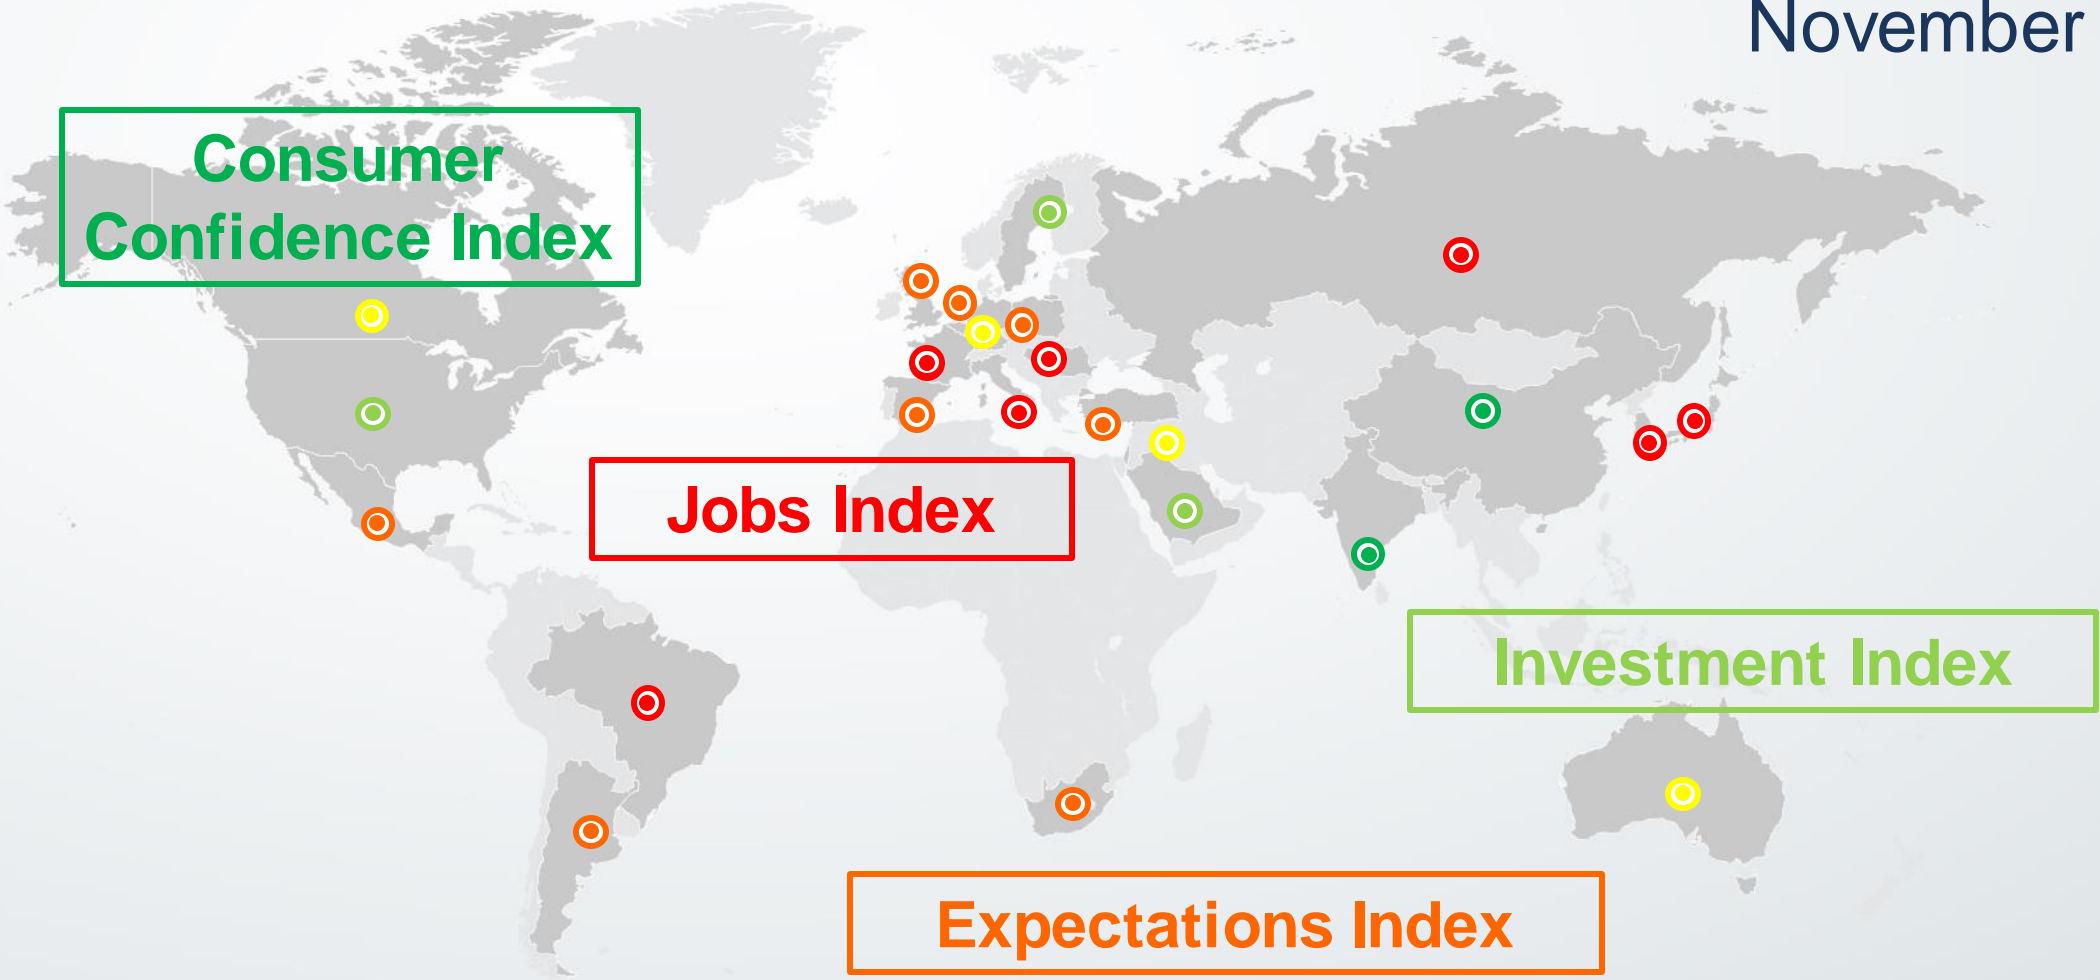 November
Consumer
Confidence Index
Jobs Index
Investment Index
Expectations Index